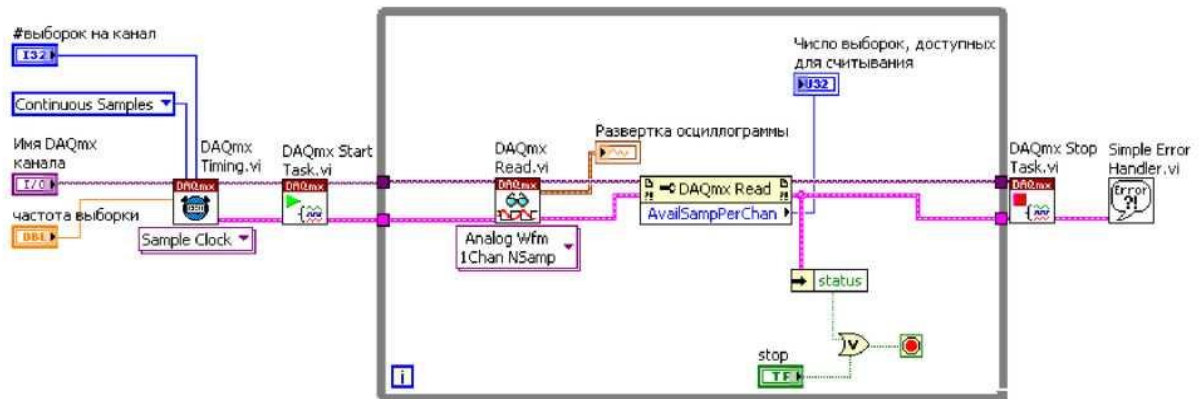 #выборок на канал
I32
Continuous Samples
Имя DAQmx
канала
I/O
частота выборки
DBL
DAQmx
Timing.vi
DAQmx
Sample Clock
DAQmx Start
Task.vi
DAQmx
DAQmx
Read.vi
DAQmx
Analog Wfm
1Chan NSamp
Развертка осциллограммы
DAQmx Read
AvailSampPerChan
Число выборок, доступных
для считывания
U32
status
V
stop
TF
i
DAQmx Stop
Task.vi
DAQmx
Simple Error
Handler.vi
Error
?!